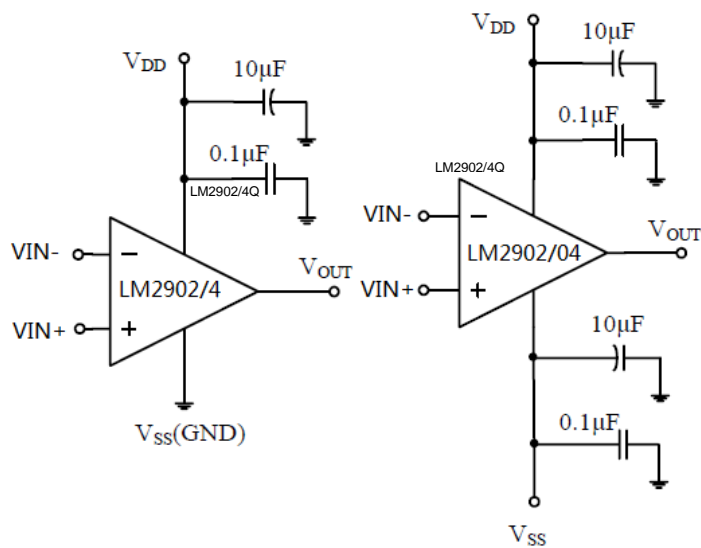 VDD
10μF
0.1μF
LM2902/4Q
VIN-
−
LM2902/4
VOUT
VIN+
+
VSS(GND)
VDD
10μF
0.1μF
LM2902/4Q
VIN-
−
LM2902/04
VOUT
VIN+
+
10μF
0.1μF
VSS